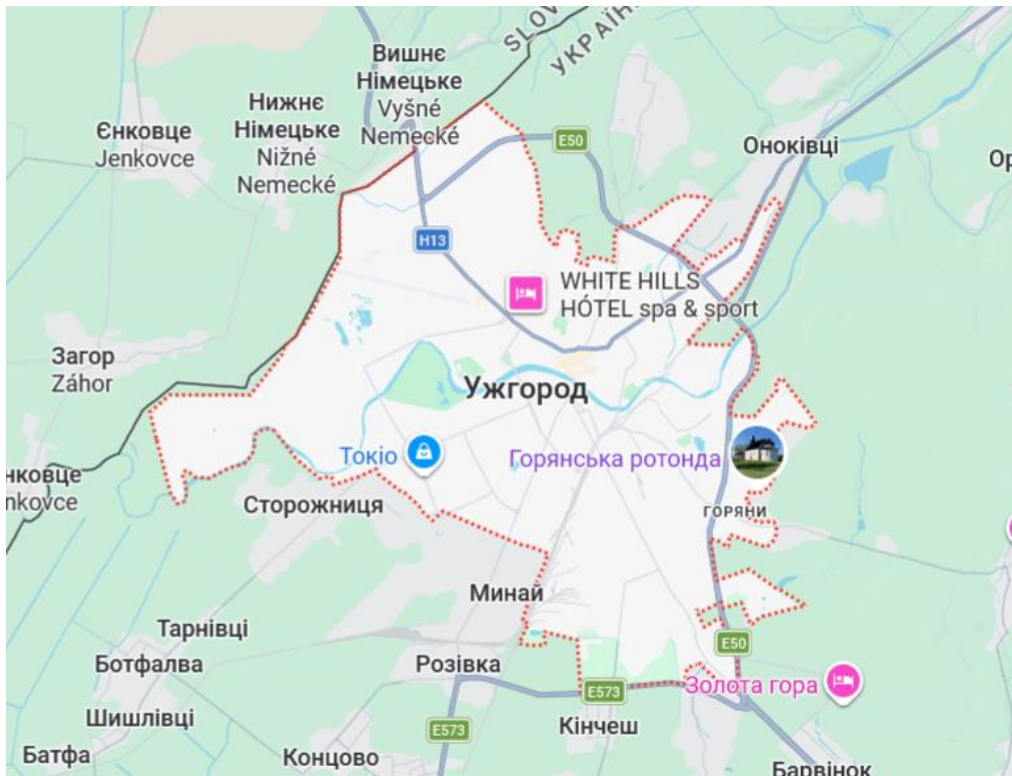 SLOV
УКРАЇН
Вишнє
Німецьке
Vyšné
Nemecké
Нижнє
Німецьке
Nižné
Nemecké
Єнковце
Jenkovce
E50
Оноківці
Ор
H13
WHITE HILLS
HÓTEL spa & sport
Загор
Záhor
Ужгород
Токіо
Горянська ротонда
нковце
nkovce
Сторожниця
ГОРЯНИ
Минай
Тарнівці
Ботфалва
Розівка
E50
Золота гора
E573
Шишлівці
E573
Кінчеш
Батфа
Концово
Барвінок